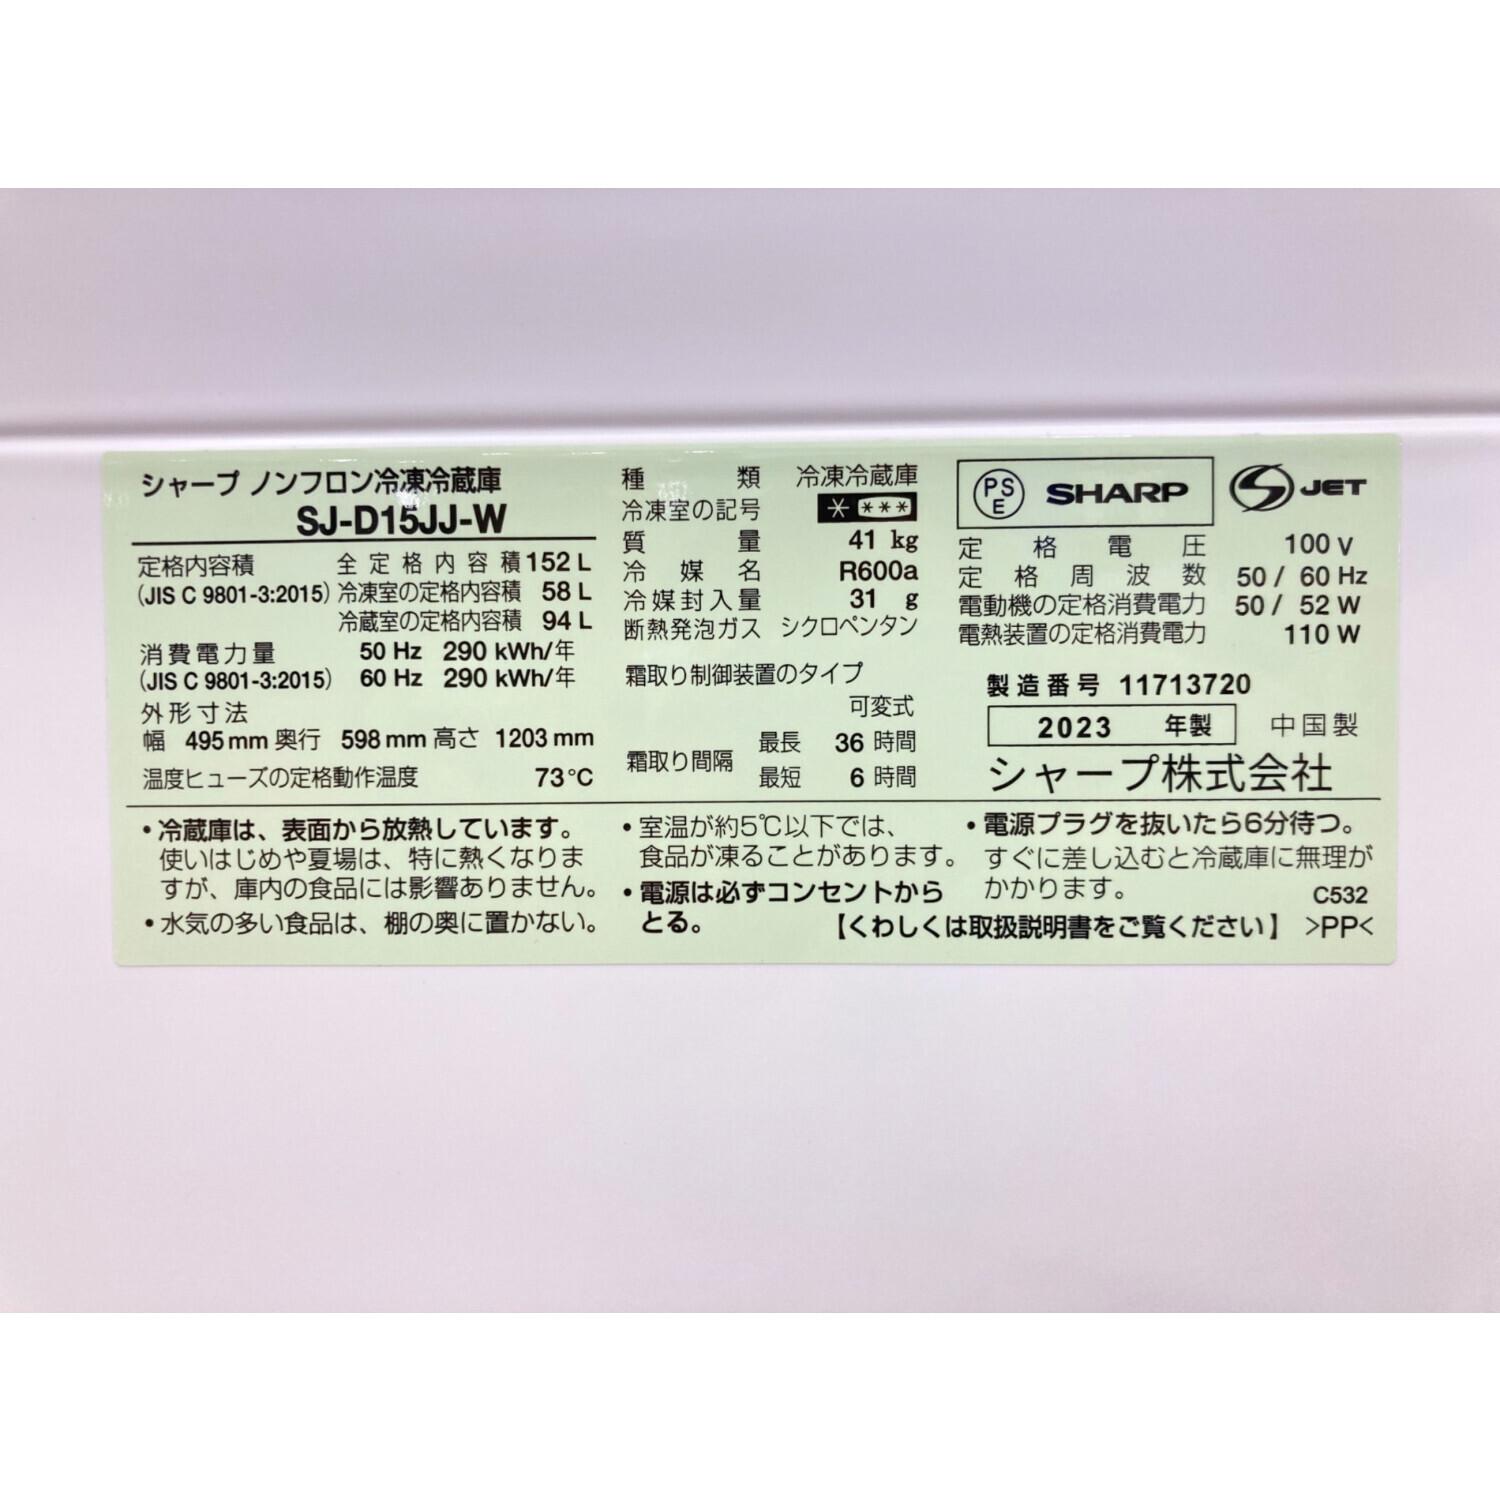 シャープ ノンフロン冷凍冷蔵庫
SJ-D15JJ-W
定格内容積 全定格内容積 152 L
(JIS C 9801-3:2015) 冷凍室の定格内容積 58 L
冷蔵室の定格内容積 94 L
消費電力量 50 Hz 290 kWh/年
(JIS C 9801-3:2015) 60 Hz 290 kWh/年
外形寸法
幅 495 mm 奥行 598 mm 高さ 1203 mm
温度ヒューズの定格動作温度 73℃
種類 冷凍冷蔵庫
冷凍室の記号 * ***
質量 41 kg
冷媒名 R600a
冷媒封入量 31 g
断熱発泡ガス シクロペンタン
霜取り制御装置のタイプ
可変式
霜取り間隔 最長 36 時間
最短 6 時間
PSE SHARP JET
定格電圧 100 V
定格周波数 50 / 60 Hz
電動機の定格消費電力 50 / 52 W
電熱装置の定格消費電力 110 W
製造番号 11713720
2023 年製 中国製
シャープ株式会社
・冷蔵庫は、表面から放熱しています。
使いはじめや夏場は、特に熱くなりま
すが、庫内の食品には影響ありません。
・水気の多い食品は、棚の奥に置かない。
・室温が約5℃以下では、
食品が凍ることがあります。
・電源は必ずコンセントから
とる。
・電源プラグを抜いたら6分待つ。
すぐに差し込むと冷蔵庫に無理が
かかります。 C532
【くわしくは取扱説明書をご覧ください】 >PP<